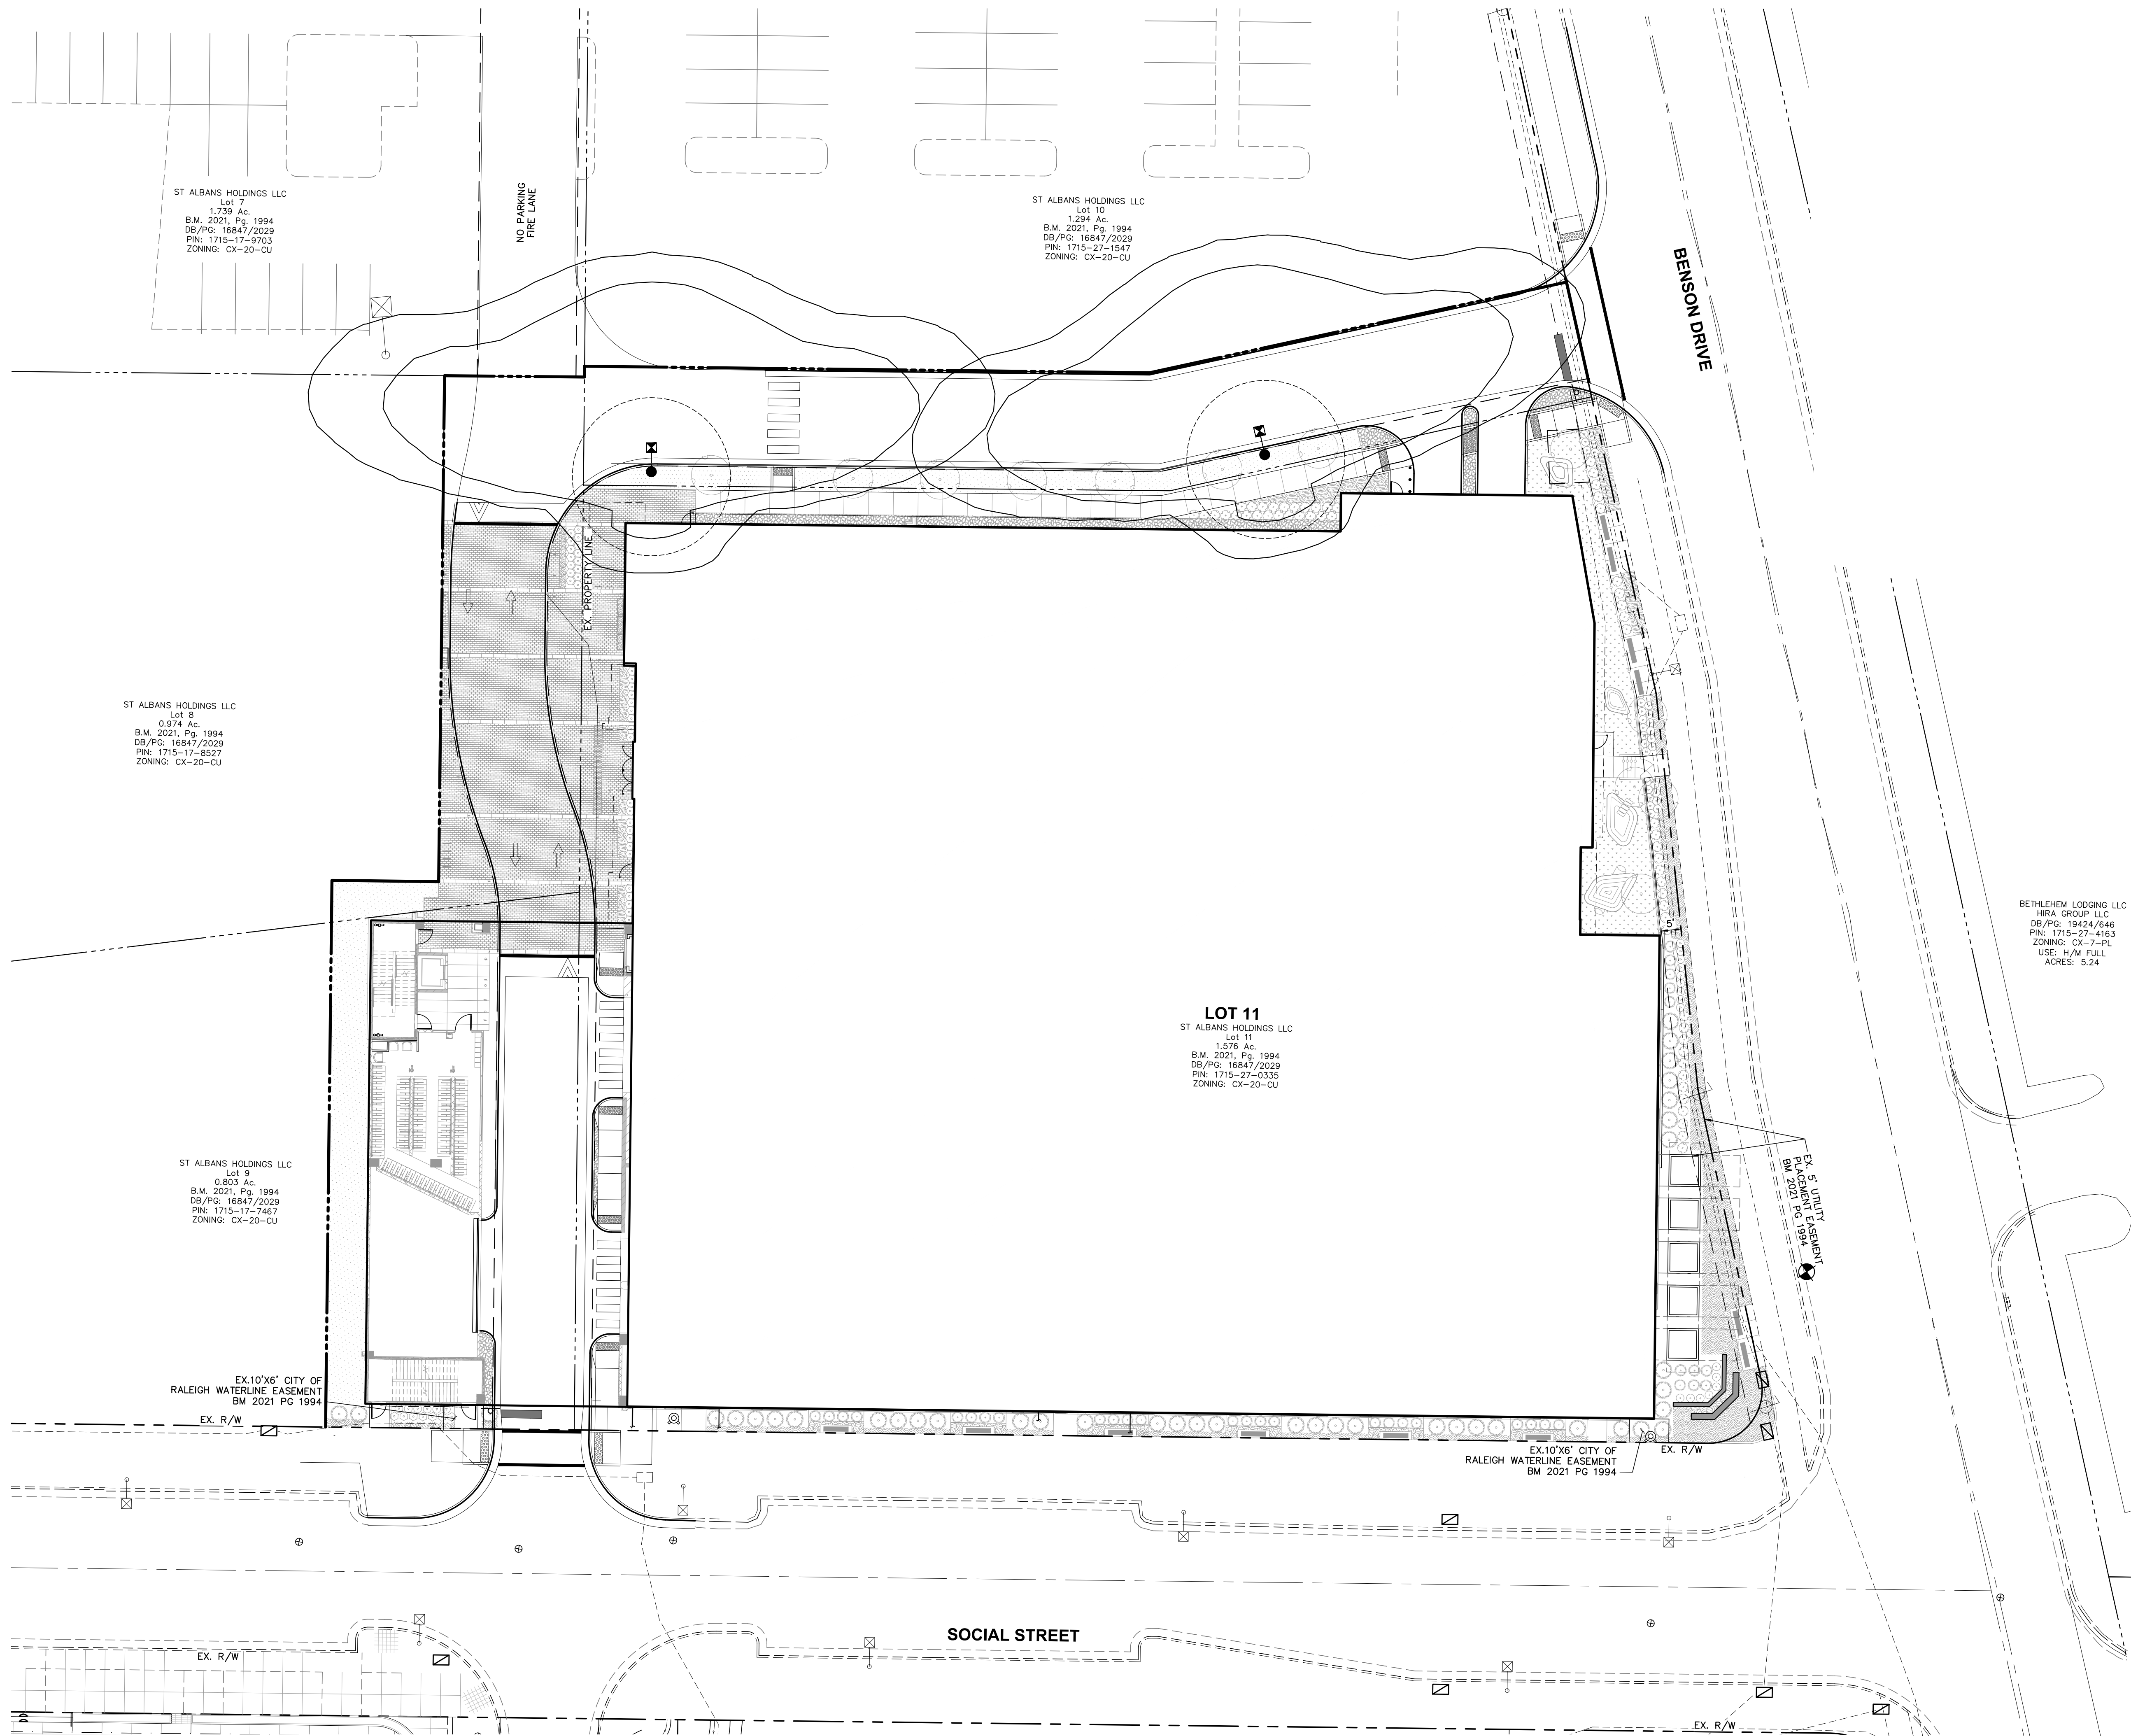 ST ALBANS HOLDINGS LLC
Lot 7
1.739 Ac.
B.M. 2021, Pg. 1994
DB/PG: 16847/2029
PIN: 1715-17-9703
ZONING: CX-20-CU
NO PARKING
FIRE LANE
ST ALBANS HOLDINGS LLC
Lot 10
1.294 Ac.
B.M. 2021, Pg. 1994
DB/PG: 16847/2029
PIN: 1715-27-1547
ZONING: CX-20-CU
BENSON DRIVE
EX. PROPERTY LINE
ST ALBANS HOLDINGS LLC
Lot 8
0.974 Ac.
B.M. 2021, Pg. 1994
DB/PG: 16847/2029
PIN: 1715-17-8527
ZONING: CX-20-CU
5'
BETHLEHEM LODGING LLC
HIRA GROUP LLC
DB/PG: 19424/646
PIN: 1715-27-4163
ZONING: CX-7-PL
USE: H/M FULL
ACRES: 5.24
LOT 11
ST ALBANS HOLDINGS LLC
Lot 11
1.576 Ac.
B.M. 2021, Pg. 1994
DB/PG: 16847/2029
PIN: 1715-27-0335
ZONING: CX-20-CU
ST ALBANS HOLDINGS LLC
Lot 9
0.803 Ac.
B.M. 2021, Pg. 1994
DB/PG: 16847/2029
PIN: 1715-17-7467
ZONING: CX-20-CU
EX. 5' UTILITY
PLACEMENT EASEMENT
BM 2021 PG 1994
EX.10'X6' CITY OF
RALEIGH WATERLINE EASEMENT
BM 2021 PG 1994
EX. R/W
EX.10'X6' CITY OF
RALEIGH WATERLINE EASEMENT
BM 2021 PG 1994
EX. R/W
SOCIAL STREET
EX. R/W
EX. R/W